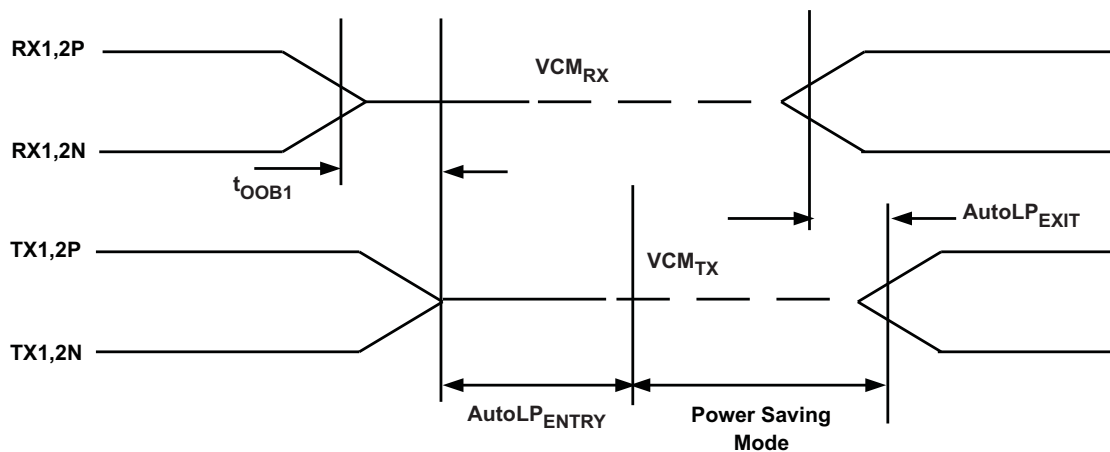 RX1,2P
VCMRX
RX1,2N
tOOB1
AutoLPEXIT
TX1,2P
VCMTX
TX1,2N
AutoLPENTRY
Power Saving
Mode